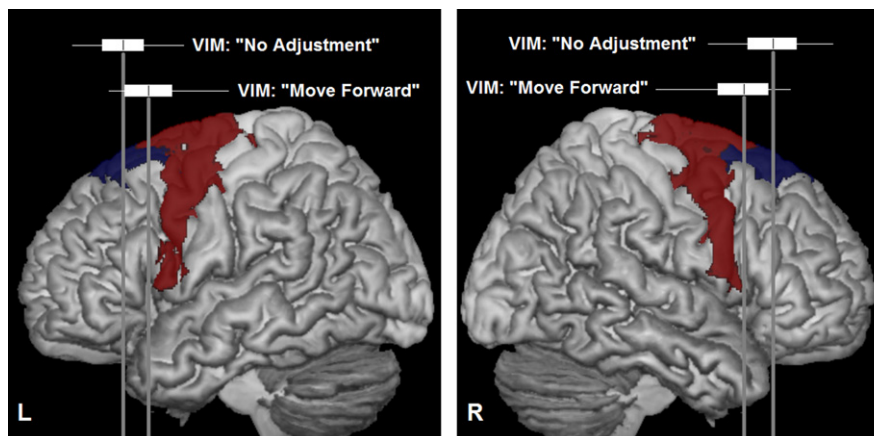 VIM: "No Adjustment"
VIM: "Move Forward"
L
VIM: "No Adjustment"
VIM: "Move Forward"
R